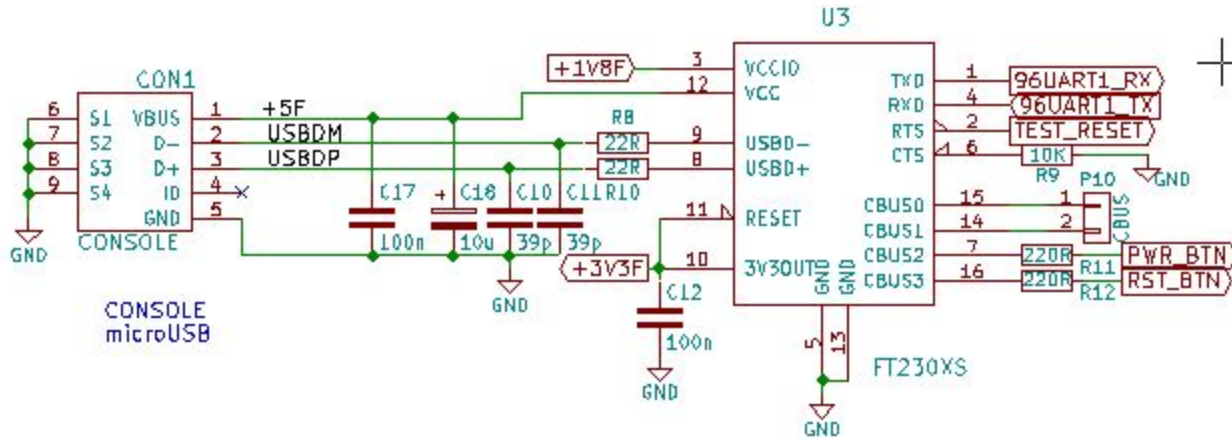 U3
+1V8F
3
VCCIO
TXD
1
96UART1_RX
12
VCC
RXD
4
96UART1_TX
RTS
2
TEST_RESET
CTS
6
10K
R9
GND
CON1
6
S1
VBUS
1
+5F
7
S2
D-
2
USBDM
8
S3
D+
3
USBDP
9
S4
ID
4
GND
5
CONSOLE
GND
R8
22R
9
USBD-
22R
8
USBD+
R10
C17
100n
+
C18
10u
C10
39p
C11
39p
GND
11
RESET
+3V3F
10
3V3OUT
GND
GND
C12
100n
GND
CBUS0
15
1
P10
CBUS
CBUS1
14
2
CBUS2
7
220R
R11
PWR_BTN
CBUS3
16
220R
R12
RST_BTN
5
13
FT230XS
GND
CONSOLE
microUSB